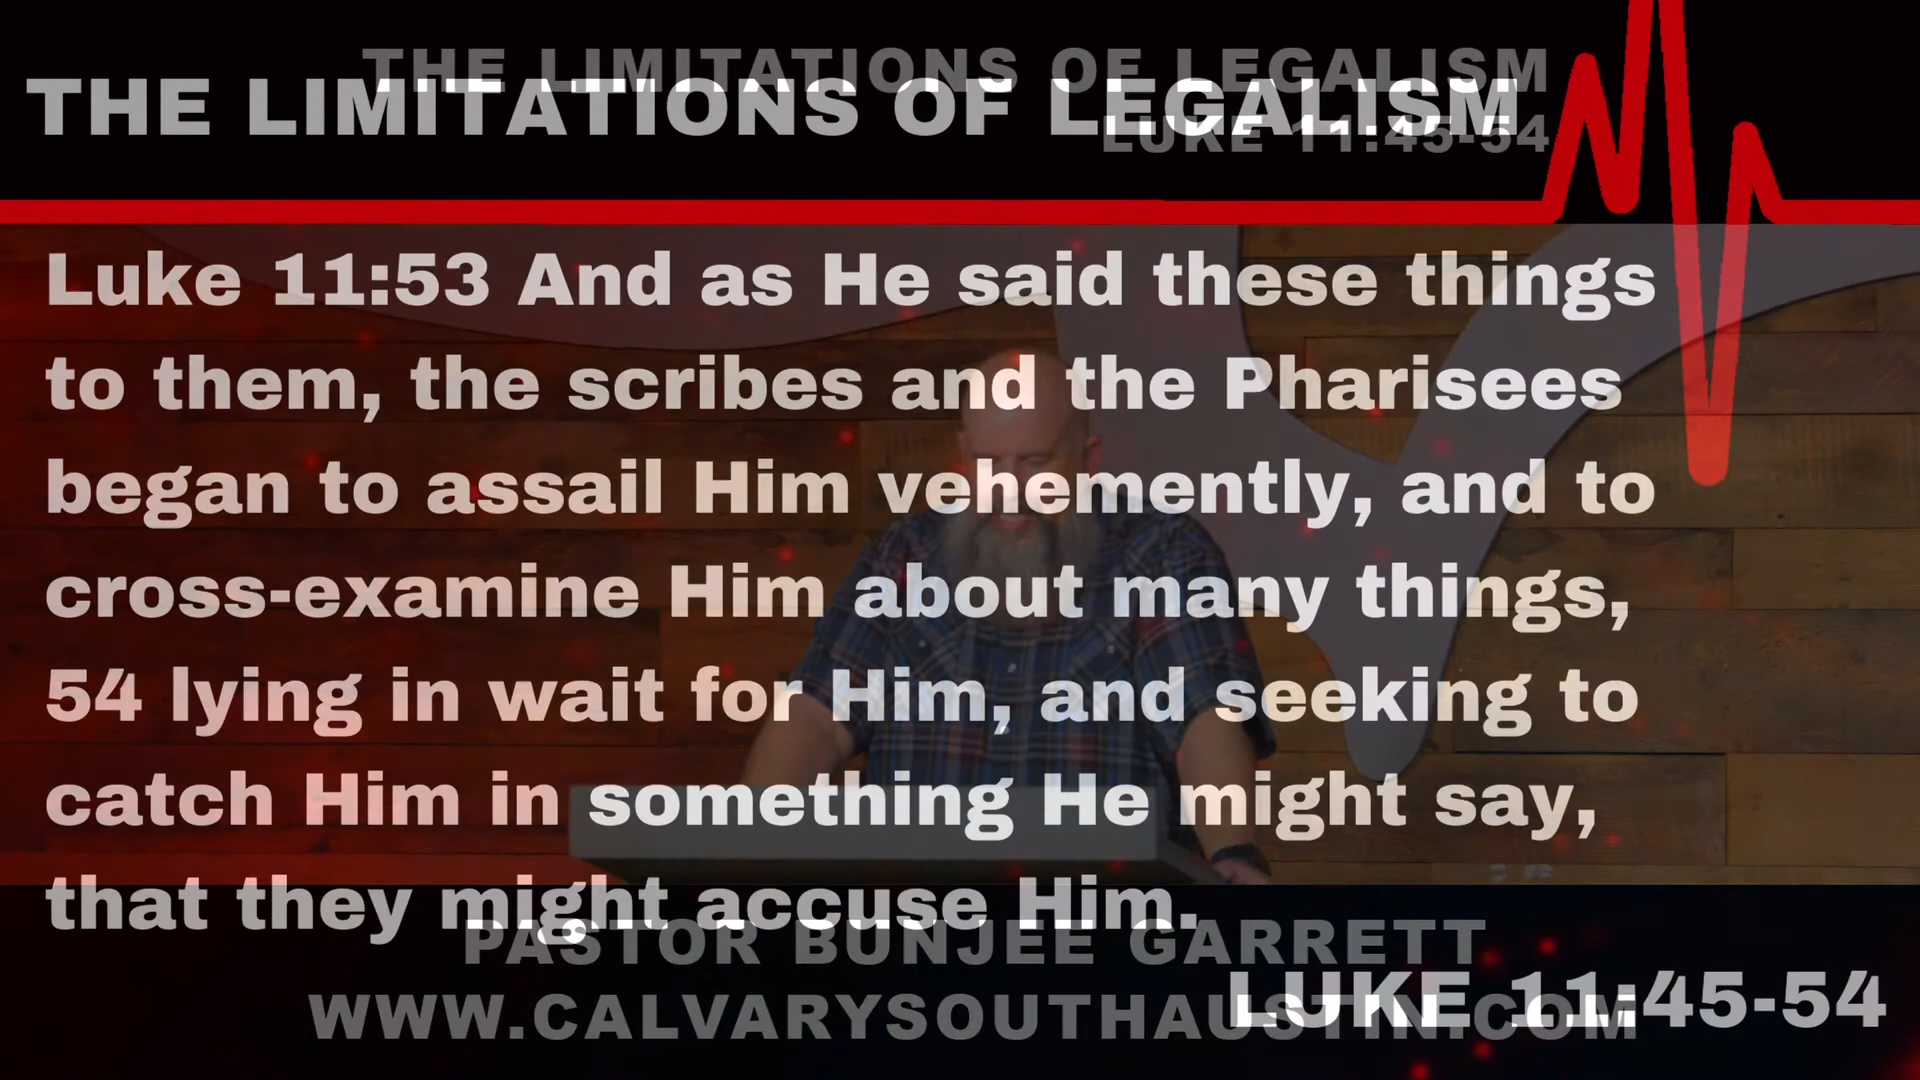 THE LIMITATIONS OF LEGALISM
THE LIMITATIONS OF LEGALISM
LUKE 11:45-54
Luke 11:53 And as He said these things
to them, the scribes and the Pharisees
began to assail Him vehemently, and to
cross-examine Him about many things,
54 lying in wait for Him, and seeking to
catch Him in something He might say,
that they might accuse Him.
PASTOR BUNJEE GARRETT
LUKE 11:45-54
WWW.CALVARYSOUTHAUSTIN.COM